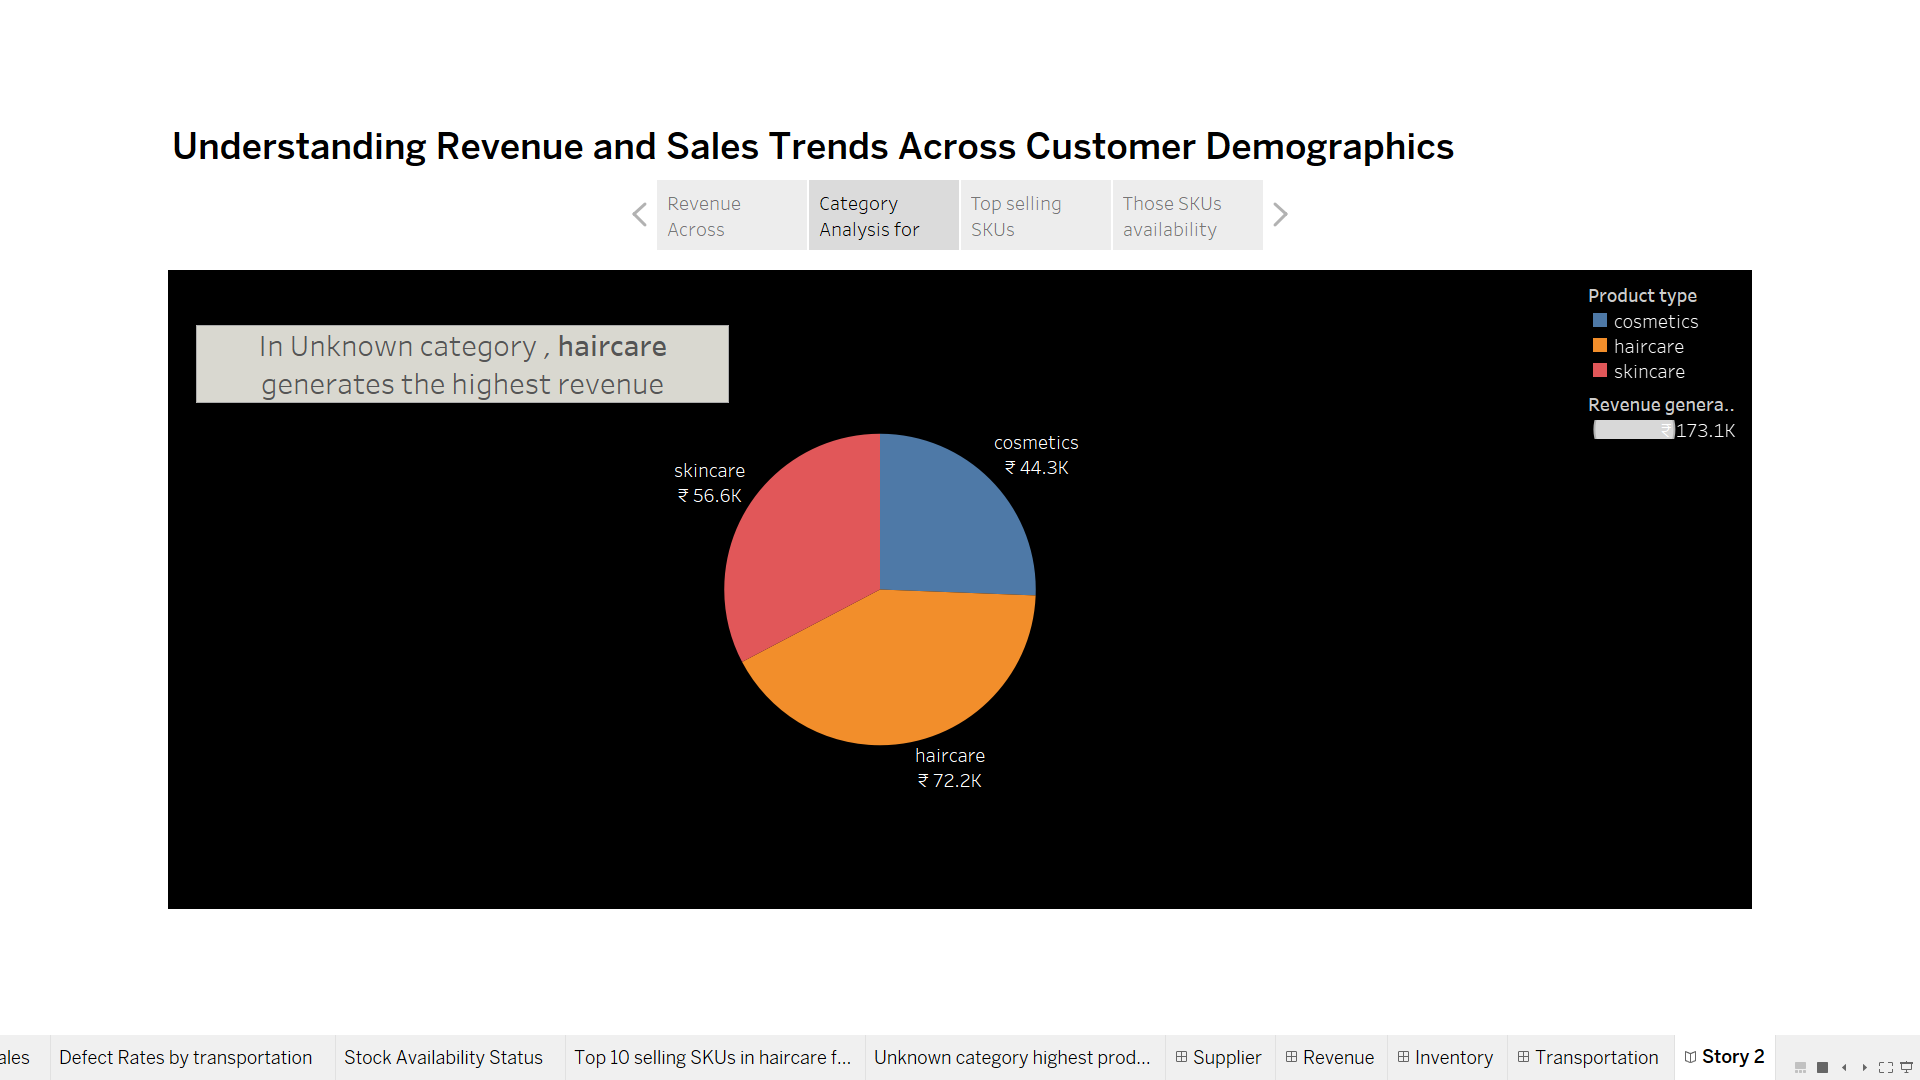 Understanding Revenue and Sales Trends Across Customer Demographics
Revenue
Across
Category
Analysis for
Top selling
SKUs
Those SKUs
availability
In Unknown category , haircare
generates the highest revenue
Product type
cosmetics
haircare
skincare
Revenue genera..
₹ 173.1K
cosmetics
₹ 44.3K
skincare
₹ 56.6K
haircare
₹ 72.2K
ales
Defect Rates by transportation
Stock Availability Status
Top 10 selling SKUs in haircare f...
Unknown category highest prod...
Supplier
Revenue
Inventory
Transportation
Story 2